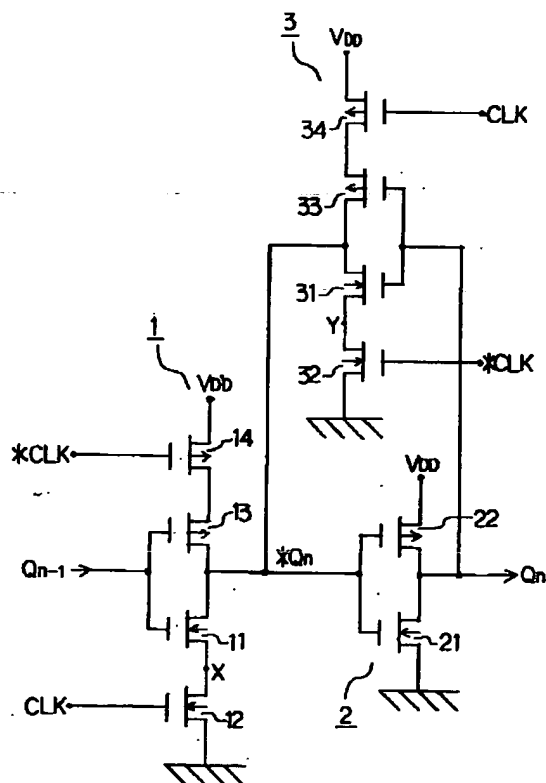 3
VDD
34
CLK
33
31
Y
32
*CLK
1
VDD
*CLK
14
13
Qn-1
11
X
CLK
12
*Qn
VDD
22
Qn
21
2